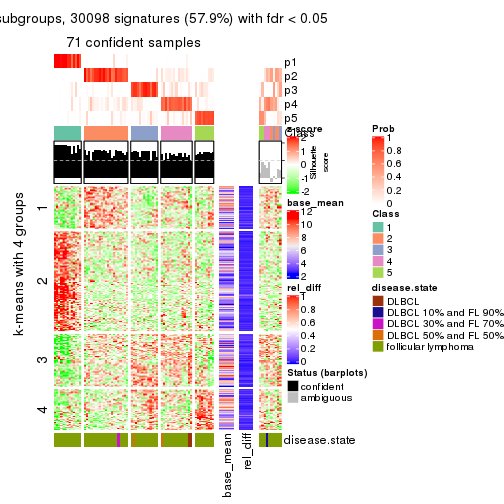 subgroups, 30098 signatures (57.9%) with fdr < 0.05
71 confident samples
p1
p2
p3
p4
p5
Class
z-score
2
1
0
-1
-2
Silhouette
score
k-means with 4 groups
1
2
3
4
base_mean
12
10
8
6
4
2
rel_diff
1
0.8
0.6
0.4
0.2
0
Status (barplots)
confident
ambiguous
Prob
1
0.8
0.6
0.4
0.2
0
Class
1
2
3
4
5
disease.state
DLBCL
DLBCL 10% and FL 90%
DLBCL 30% and FL 70%
DLBCL 50% and FL 50%
follicular lymphoma
disease.state
base_mean
rel_diff